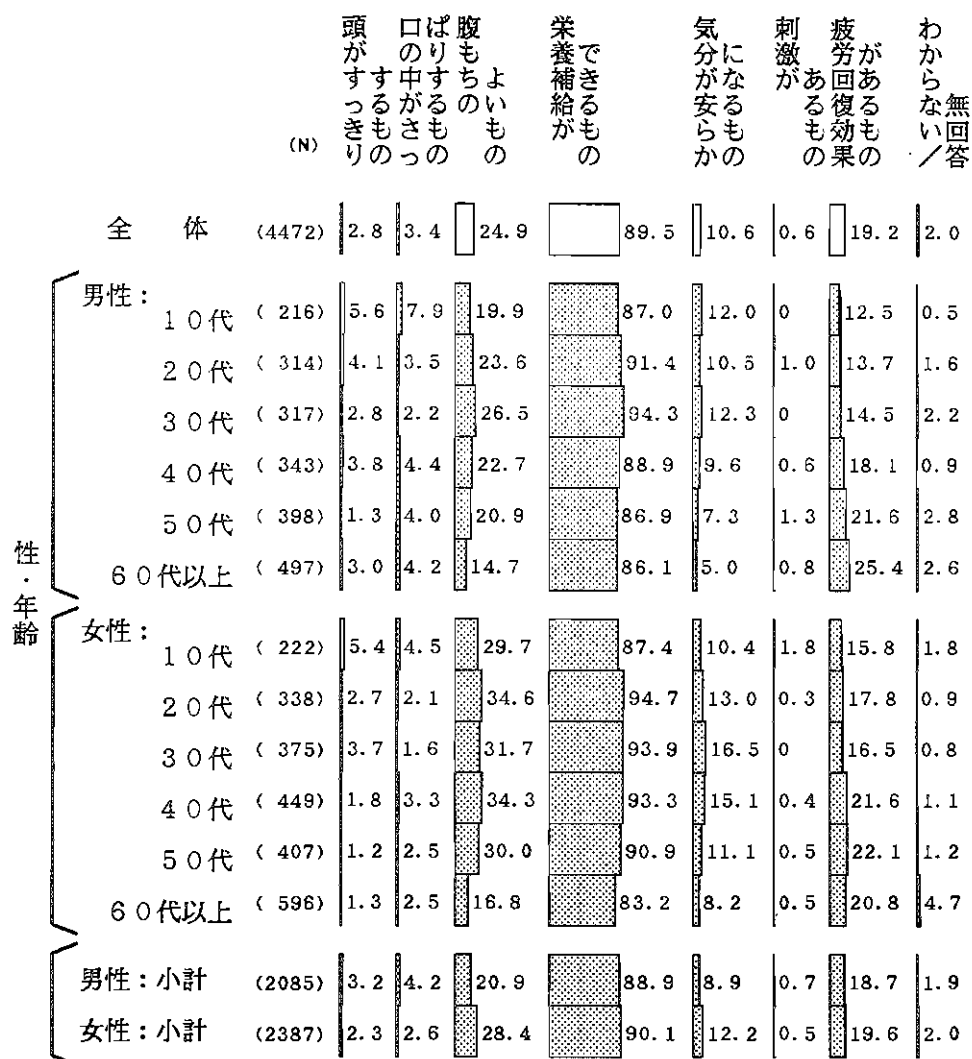 頭がすっきり
するもの
口の中がさっ
ぱりするもの
腹もちの
よいもの
栄養補給が
できるもの
気分が安らか
になるもの
刺激が
あるもの
疲労回復効果
があるもの
わからない／
無回答
(N)
全 体 (4472) 2.8 3.4 24.9 89.5 10.6 0.6 19.2 2.0
性・年齢
男性：
10代 ( 216) 5.6 7.9 19.9 87.0 12.0 0 12.5 0.5
20代 ( 314) 4.1 3.5 23.6 91.4 10.5 1.0 13.7 1.6
30代 ( 317) 2.8 2.2 26.5 94.3 12.3 0 14.5 2.2
40代 ( 343) 3.8 4.4 22.7 88.9 9.6 0.6 18.1 0.9
50代 ( 398) 1.3 4.0 20.9 86.9 7.3 1.3 21.6 2.8
60代以上 ( 497) 3.0 4.2 14.7 86.1 5.0 0.8 25.4 2.6
女性：
10代 ( 222) 5.4 4.5 29.7 87.4 10.4 1.8 15.8 1.8
20代 ( 338) 2.7 2.1 34.6 94.7 13.0 0.3 17.8 0.9
30代 ( 375) 3.7 1.6 31.7 93.9 16.5 0 16.5 0.8
40代 ( 449) 1.8 3.3 34.3 93.3 15.1 0.4 21.6 1.1
50代 ( 407) 1.2 2.5 30.0 90.9 11.1 0.5 22.1 1.2
60代以上 ( 596) 1.3 2.5 16.8 83.2 8.2 0.5 20.8 4.7
男性：小計 (2085) 3.2 4.2 20.9 88.9 8.9 0.7 18.7 1.9
女性：小計 (2387) 2.3 2.6 28.4 90.1 12.2 0.5 19.6 2.0